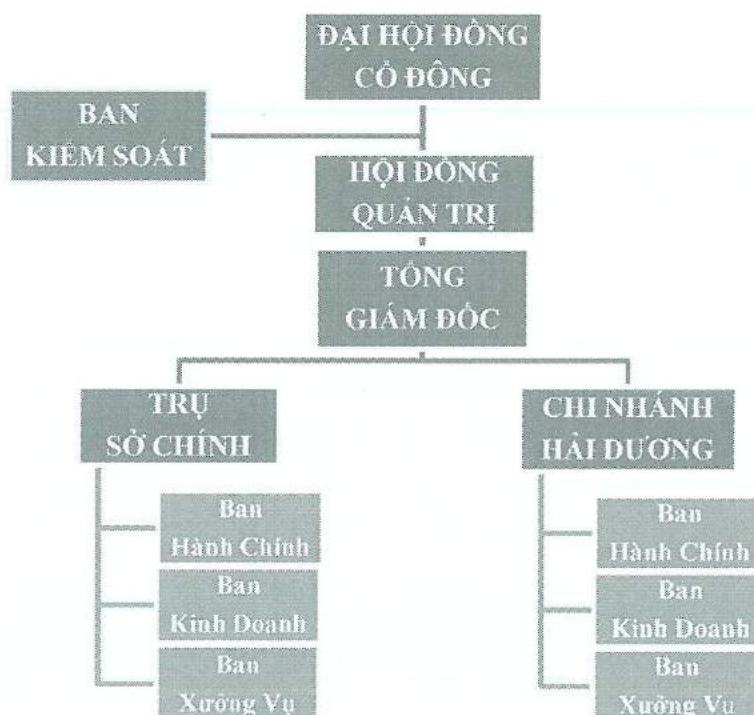 ĐẠI HỘI ĐỒNG
CỔ ĐÔNG
BAN
KIỂM SOÁT
HỘI ĐỒNG
QUẢN TRỊ
TỔNG
GIÁM ĐỐC
TRỤ
SỞ CHÍNH
Ban
Hành Chính
Ban
Kinh Doanh
Ban
Xưởng Vụ
CHI NHÁNH
HẢI DƯƠNG
Ban
Hành Chính
Ban
Kinh Doanh
Ban
Xưởng Vụ